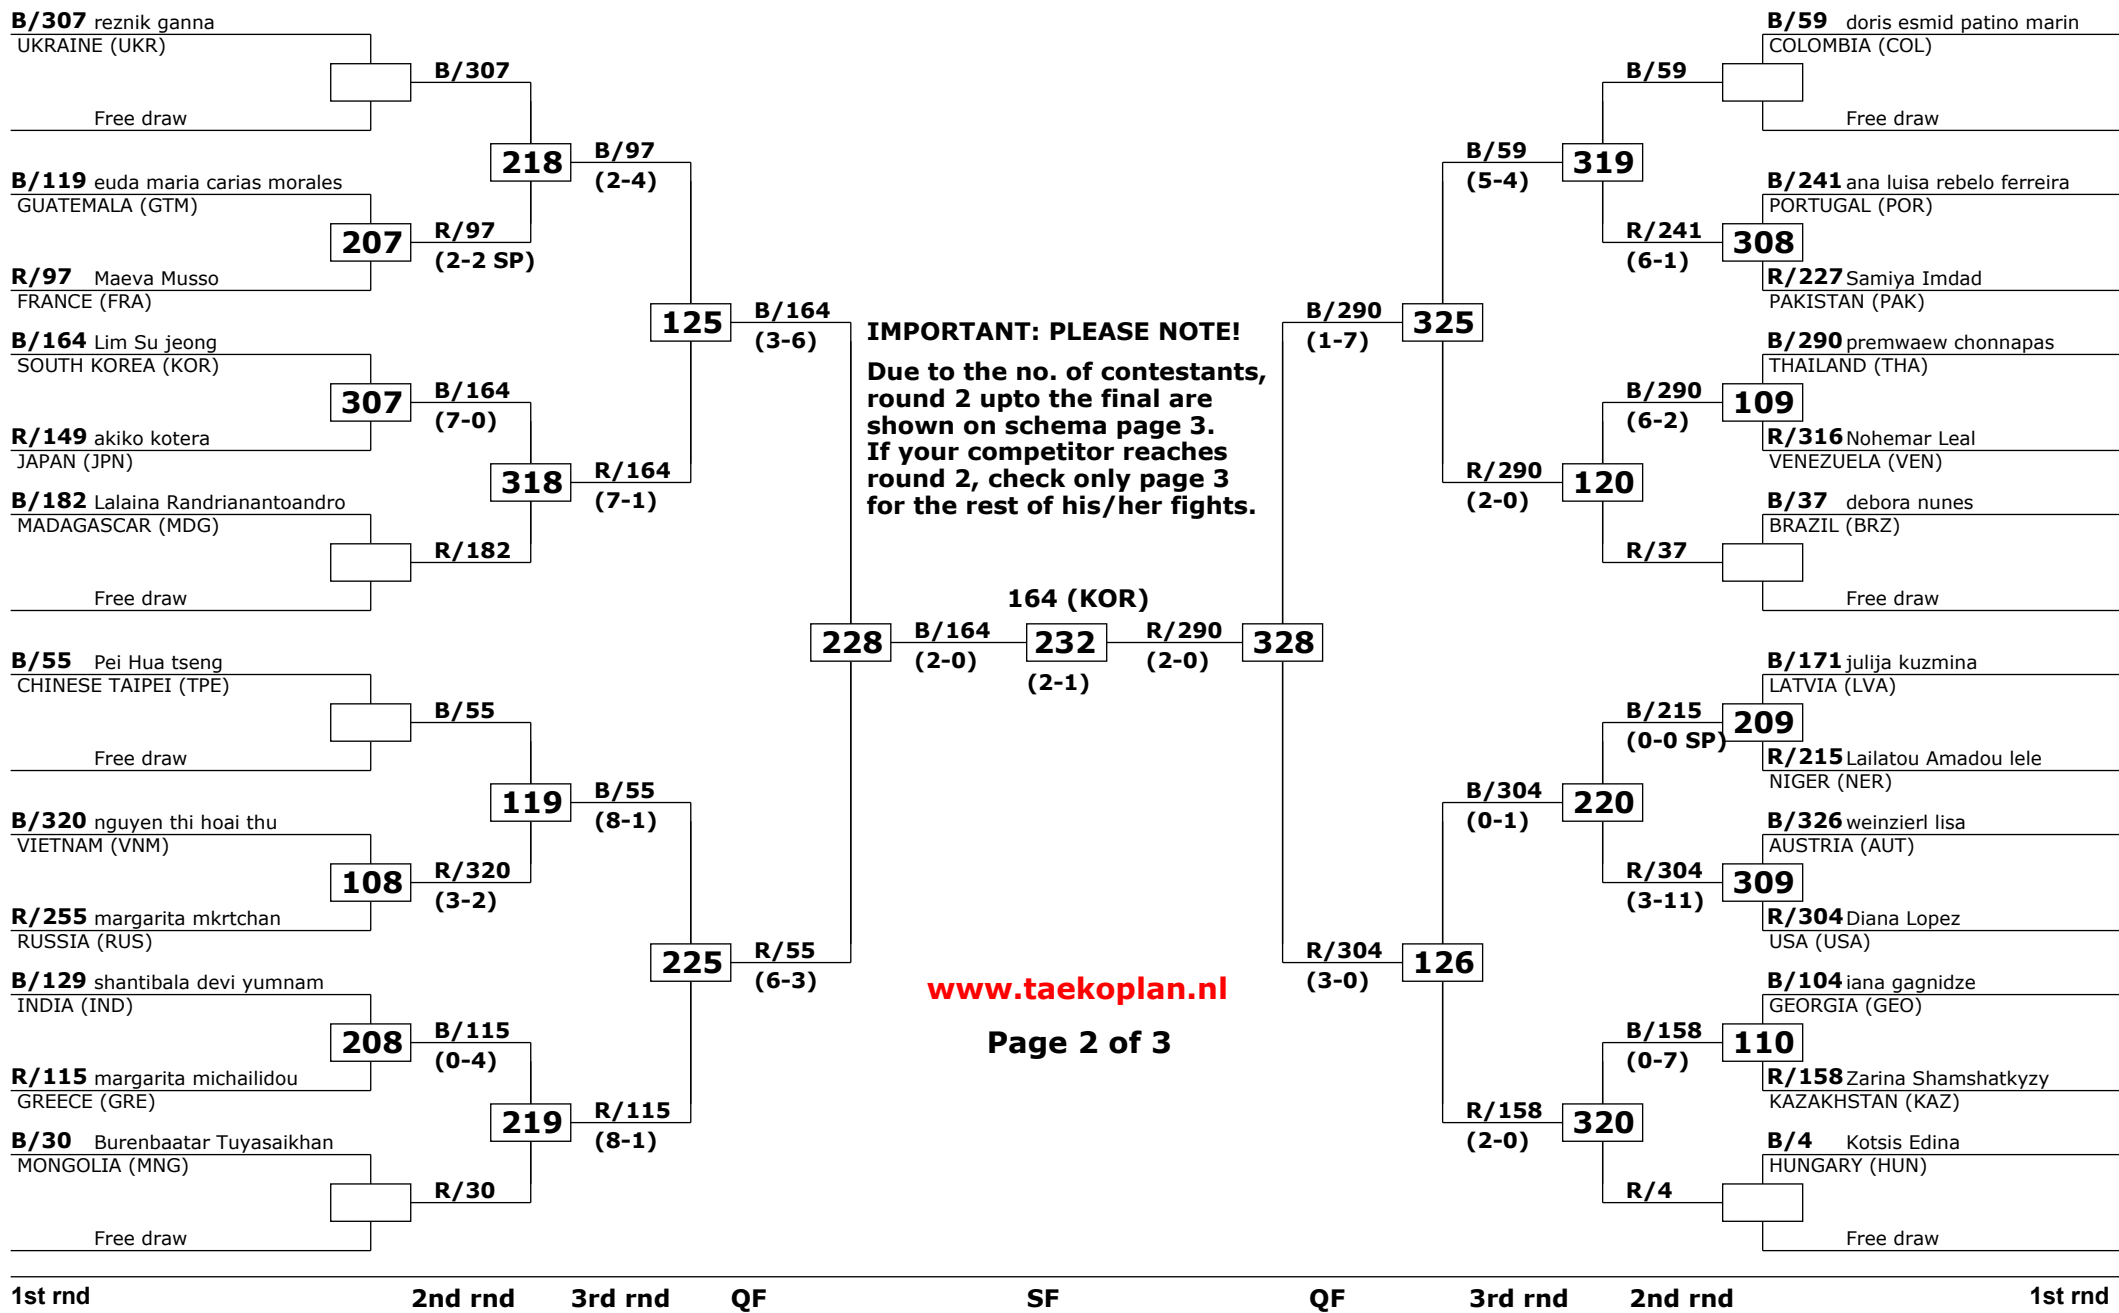 B/307 reznik ganna
UKRAINE (UKR)
B/307
Free draw
218
B/97
(2-4)
B/119 euda maria carias morales
GUATEMALA (GTM)
207
R/97
(2-2 SP)
R/97 Maeva Musso
FRANCE (FRA)
125
B/164
(3-6)
B/164 Lim Su jeong
SOUTH KOREA (KOR)
307
B/164
(7-0)
R/149 akiko kotera
JAPAN (JPN)
318
R/164
(7-1)
B/182 Lalaina Randrianantoandro
MADAGASCAR (MDG)
R/182
Free draw
228
B/164
(2-0)
B/55 Pei Hua tseng
CHINESE TAIPEI (TPE)
B/55
Free draw
119
B/55
(8-1)
B/320 nguyen thi hoai thu
VIETNAM (VNM)
108
R/320
(3-2)
R/255 margarita mkrtchan
RUSSIA (RUS)
225
R/55
(6-3)
B/129 shantibala devi yumnam
INDIA (IND)
208
B/115
(0-4)
R/115 margarita michailidou
GREECE (GRE)
219
R/115
(8-1)
B/30 Burenbaatar Tuyasaikhan
MONGOLIA (MNG)
R/30
Free draw
IMPORTANT: PLEASE NOTE!
Due to the no. of contestants,
round 2 upto the final are
shown on schema page 3.
If your competitor reaches
round 2, check only page 3
for the rest of his/her fights.
164 (KOR)
232
(2-1)
www.taekoplan.nl
Page 2 of 3
B/59 doris esmid patino marin
COLOMBIA (COL)
B/59
Free draw
B/59
(5-4)
319
B/241 ana luisa rebelo ferreira
PORTUGAL (POR)
R/241
(6-1)
308
R/227 Samiya Imdad
PAKISTAN (PAK)
B/290
(1-7)
325
B/290 premwaew chonnapas
THAILAND (THA)
B/290
(6-2)
109
R/316 Nohemar Leal
VENEZUELA (VEN)
R/290
(2-0)
120
B/37 debora nunes
BRAZIL (BRZ)
R/37
Free draw
R/290
(2-0)
328
B/171 julija kuzmina
LATVIA (LVA)
B/215
(0-0 SP)
209
R/215 Lailatou Amadou lele
NIGER (NER)
B/304
(0-1)
220
B/326 weinzierl lisa
AUSTRIA (AUT)
R/304
(3-11)
309
R/304 Diana Lopez
USA (USA)
R/304
(3-0)
126
B/104 iana gagnidze
GEORGIA (GEO)
B/158
(0-7)
110
R/158 Zarina Shamshatkyzy
KAZAKHSTAN (KAZ)
R/158
(2-0)
320
B/4 Kotsis Edina
HUNGARY (HUN)
R/4
Free draw
1st rnd 2nd rnd 3rd rnd QF SF QF 3rd rnd 2nd rnd 1st rnd